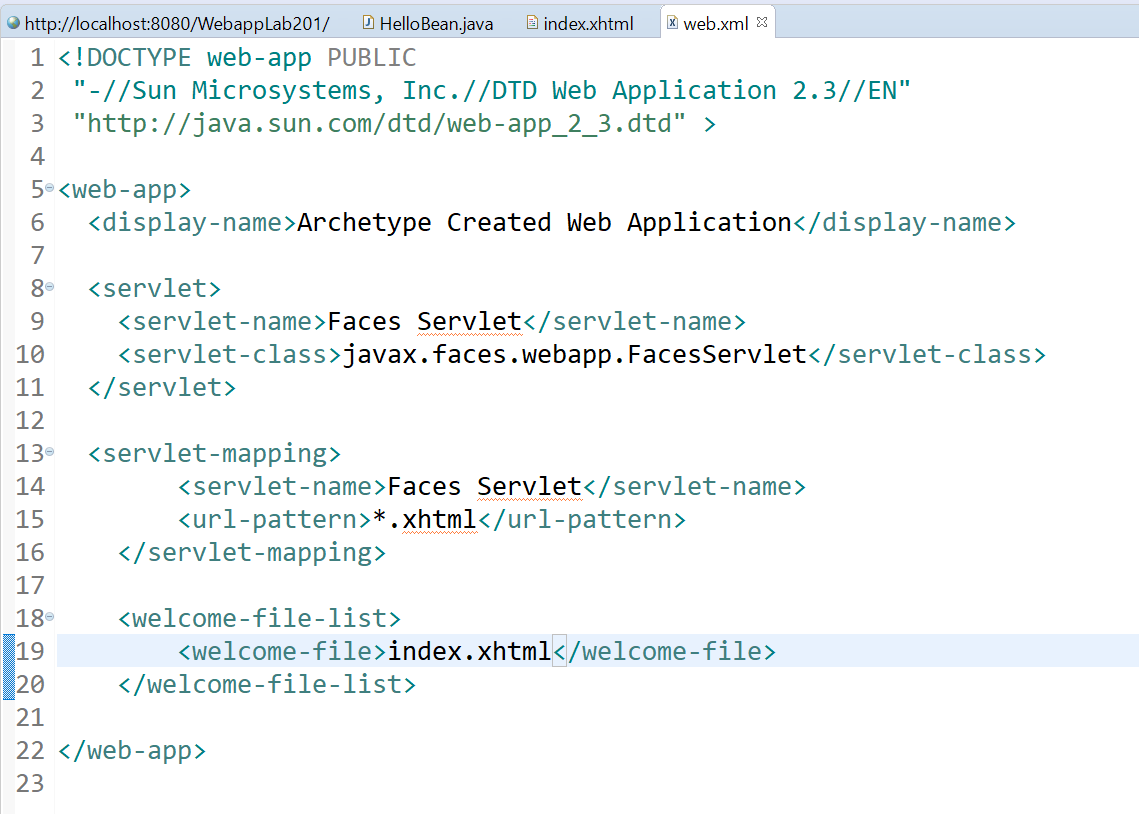 http://localhost:8080/WebappLab201/ HelloBean.java index.xhtml web.xml
1 <!DOCTYPE web-app PUBLIC
2  "-//Sun Microsystems, Inc.//DTD Web Application 2.3//EN"
3  "http://java.sun.com/dtd/web-app_2_3.dtd" >
4
5 <web-app>
6   <display-name>Archetype Created Web Application</display-name>
7
8   <servlet>
9     <servlet-name>Faces Servlet</servlet-name>
10     <servlet-class>javax.faces.webapp.FacesServlet</servlet-class>
11   </servlet>
12
13   <servlet-mapping>
14         <servlet-name>Faces Servlet</servlet-name>
15         <url-pattern>*.xhtml</url-pattern>
16     </servlet-mapping>
17
18     <welcome-file-list>
19         <welcome-file>index.xhtml</welcome-file>
20     </welcome-file-list>
21
22 </web-app>
23